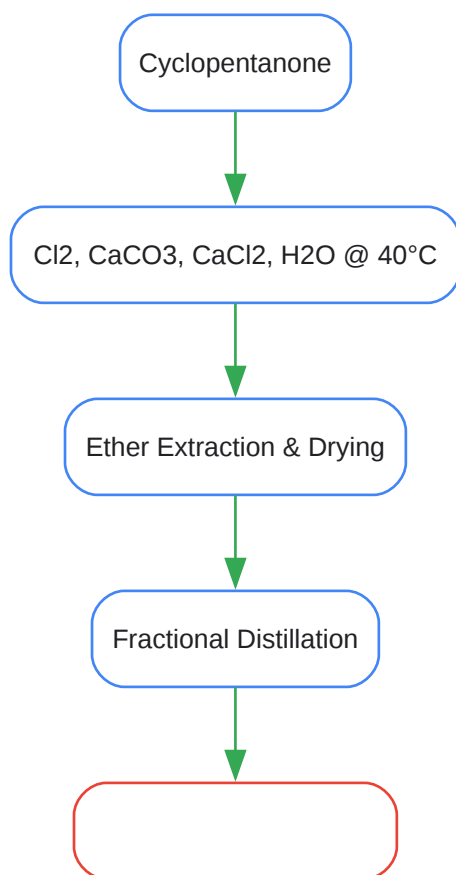 Cyclopentanone
Cl2, CaCO3, CaCl2, H2O @ 40°C
Ether Extraction & Drying
Fractional Distillation